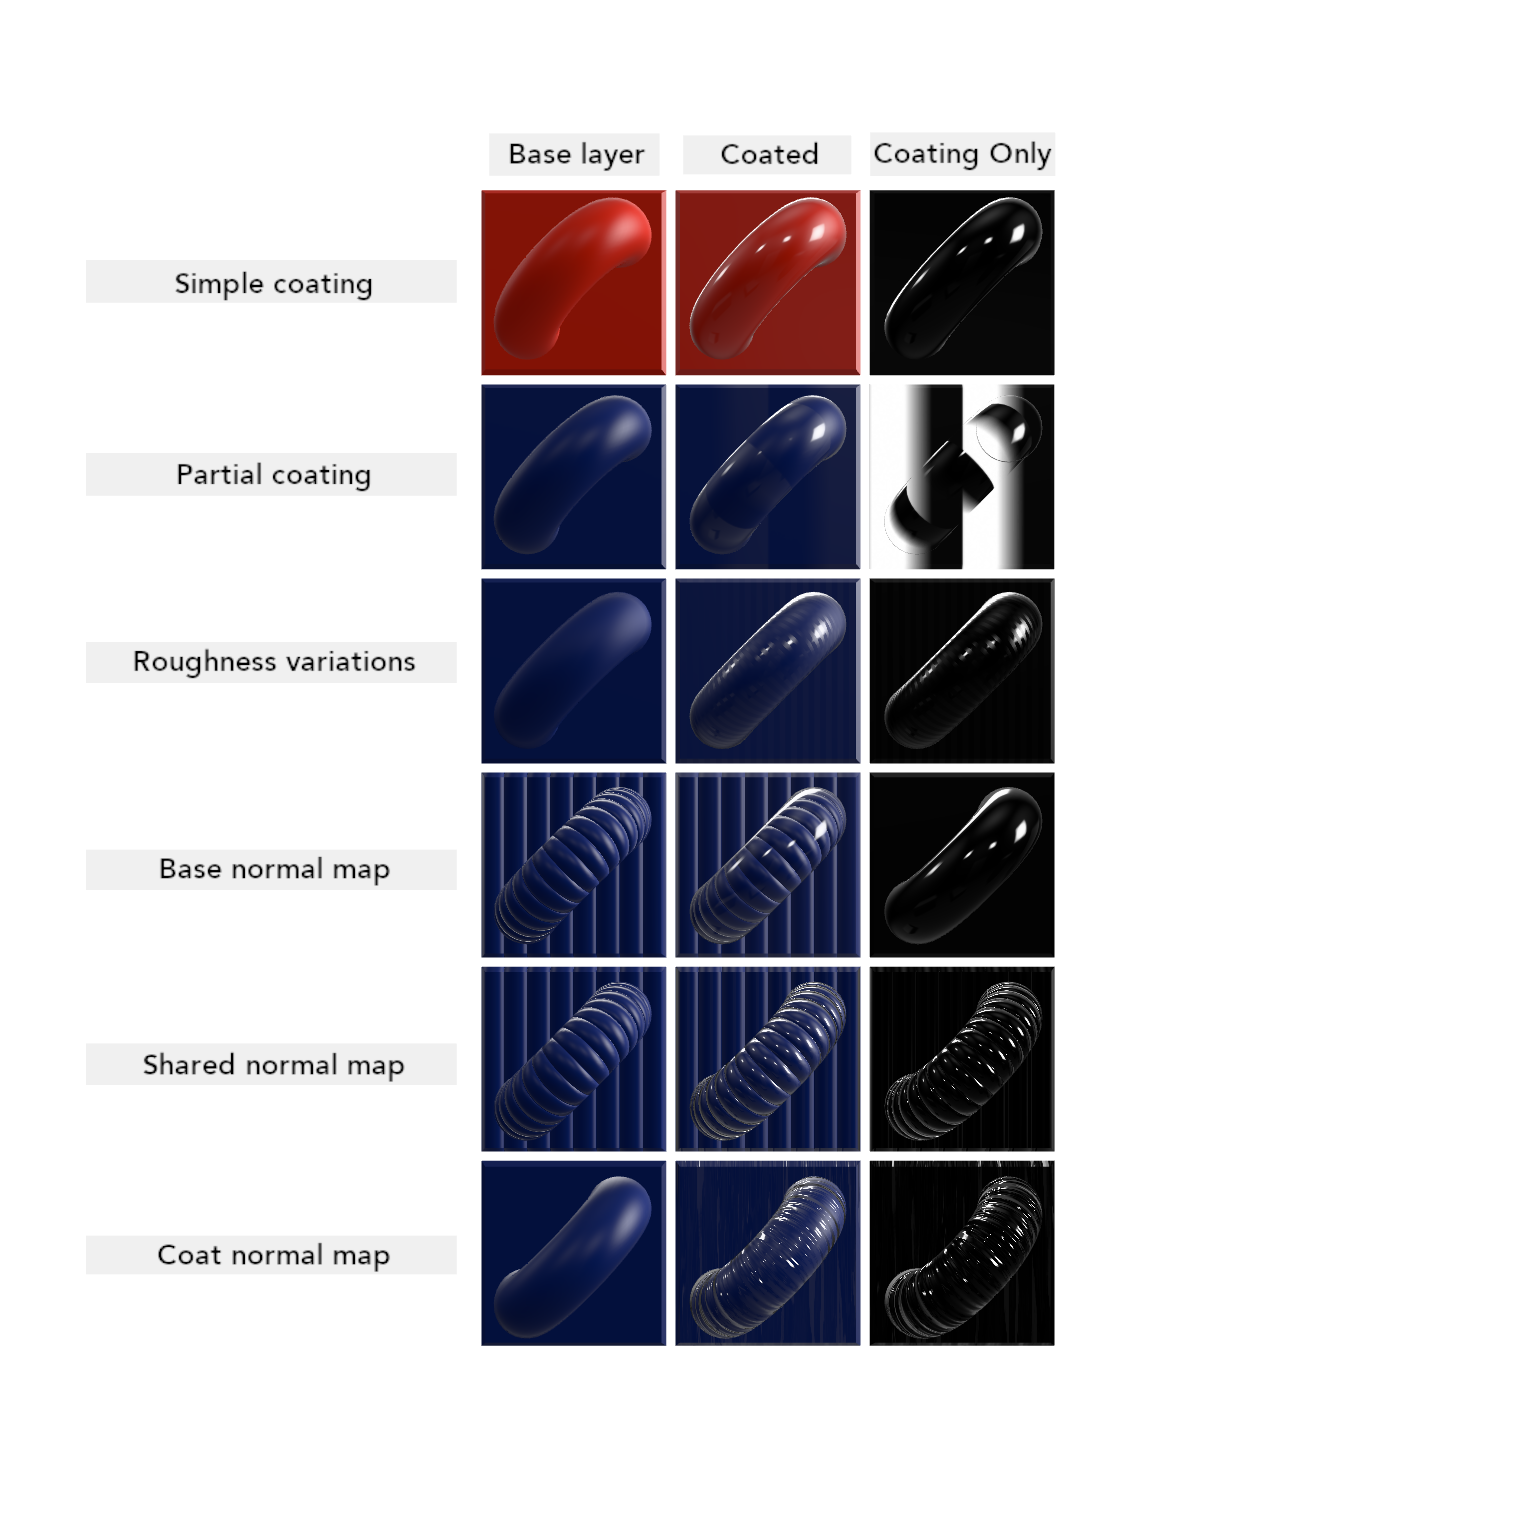 Base layer
Coated
Coating Only
Simple coating
Partial coating
Roughness variations
Base normal map
Shared normal map
Coat normal map